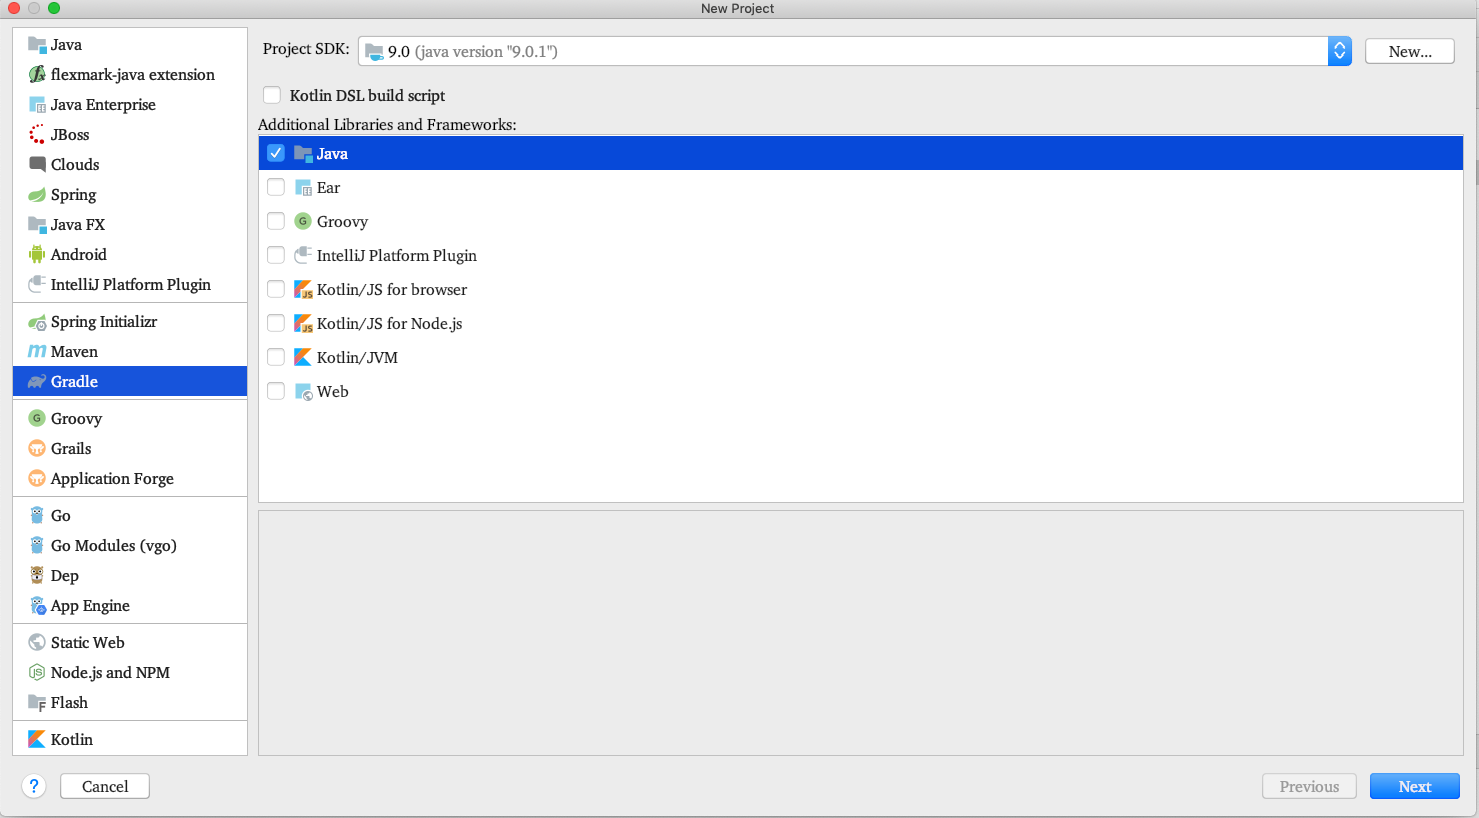 New Project
Java
flexmark-java extension
Java Enterprise
JBoss
Clouds
Spring
Java FX
Android
IntelliJ Platform Plugin
Spring Initializr
Maven
Gradle
Groovy
Grails
Application Forge
Go
Go Modules (vgo)
Dep
App Engine
Static Web
Node.js and NPM
Flash
Kotlin
Project SDK: 9.0 (java version "9.0.1") New...
Kotlin DSL build script
Additional Libraries and Frameworks:
Java
Ear
Groovy
IntelliJ Platform Plugin
Kotlin/JS for browser
Kotlin/JS for Node.js
Kotlin/JVM
Web
? Cancel Previous Next